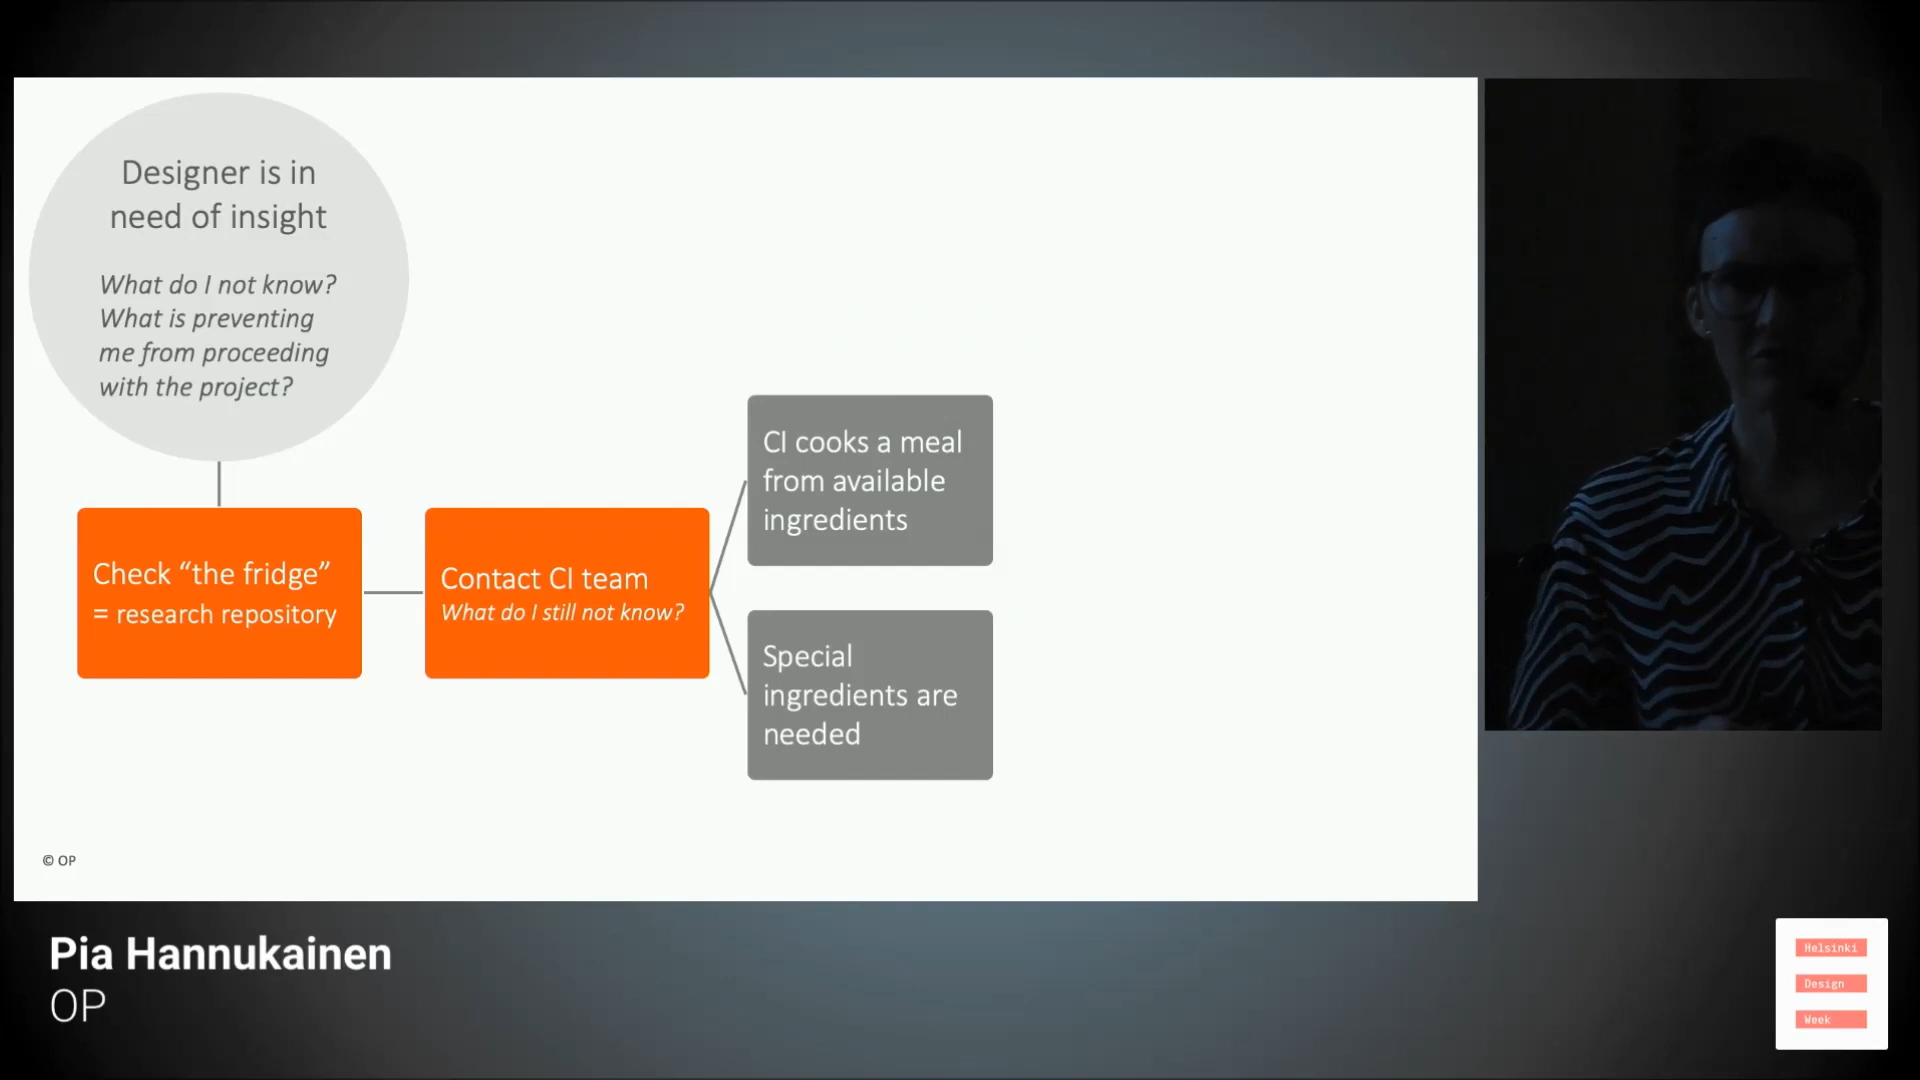 Designer is in
need of insight
What do I not know?
What is preventing
me from proceeding
with the project?
Check “the fridge”
= research repository
Contact CI team
What do I still not know?
CI cooks a meal
from available
ingredients
Special
ingredients are
needed
© OP
Pia Hannukainen
OP
Helsinki
Design
Week